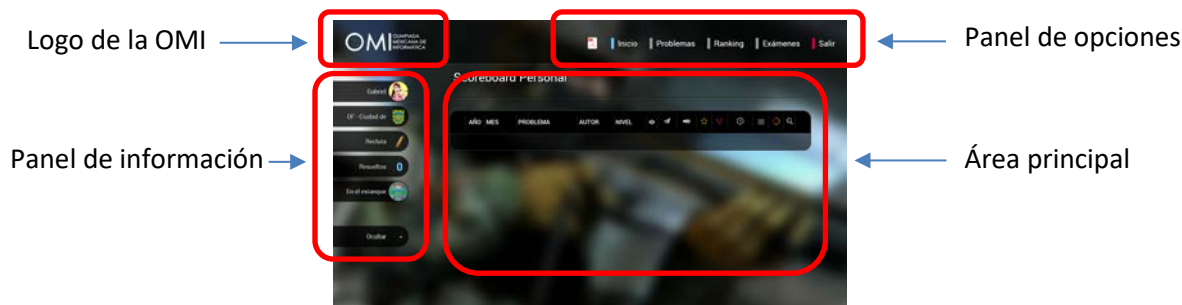 Logo de la OMI
OMI OLIMPIADA MEXICANA DE INFORMÁTICA
Inicio Problemas Ranking Exámenes Salir
Panel de opciones
Scoreboard Personal
Gabriel
DF - Ciudad de
AÑO MES PROBLEMA AUTOR NIVEL
Recluta
Panel de información
Resueltos 0
Área principal
En el estanque
Ocultar